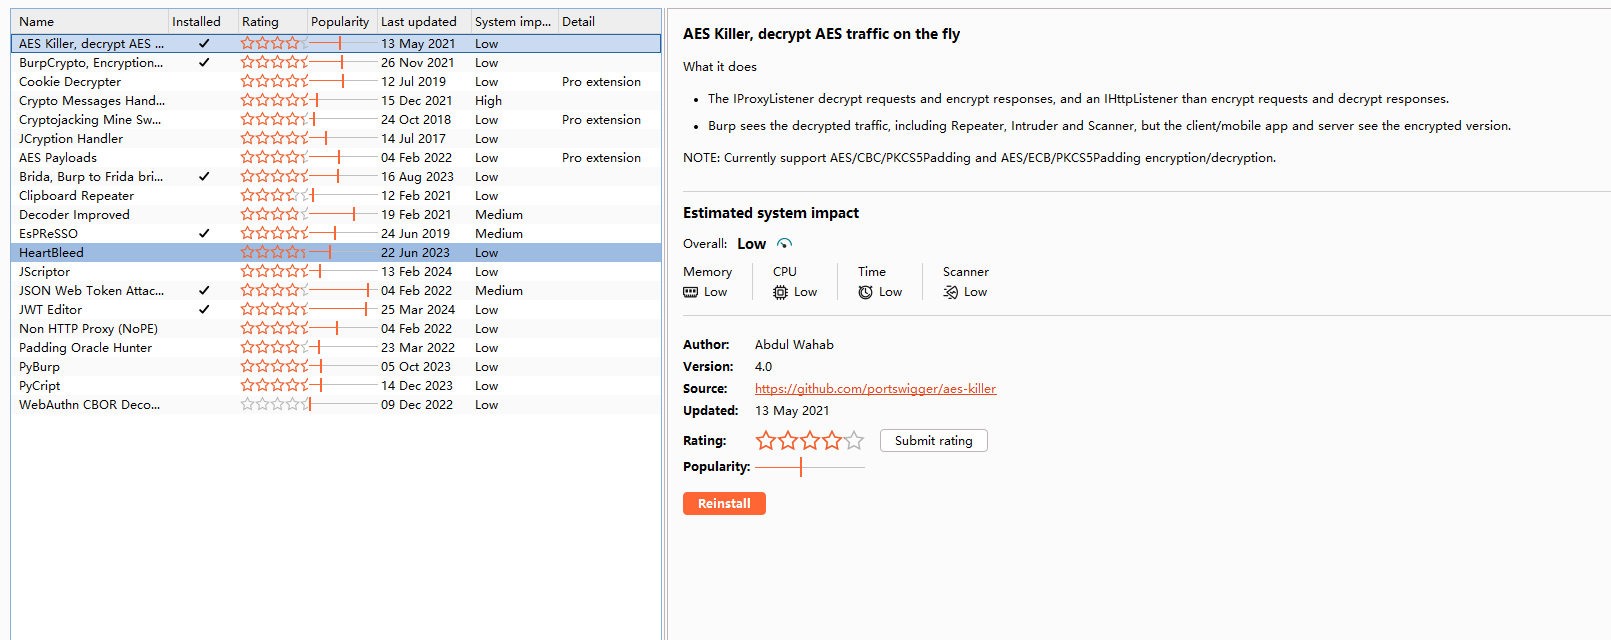 Name Installed Rating Popularity Last updated System imp... Detail
AES Killer, decrypt AES ... 13 May 2021 Low
BurpCrypto, Encryption... 26 Nov 2021 Low
Cookie Decrypter 12 Jul 2019 Low Pro extension
Crypto Messages Hand... 15 Dec 2021 High
Cryptojacking Mine Sw... 24 Oct 2018 Low Pro extension
JCryption Handler 14 Jul 2017 Low
AES Payloads 04 Feb 2022 Low Pro extension
Brida, Burp to Frida bri... 16 Aug 2023 Low
Clipboard Repeater 12 Feb 2021 Low
Decoder Improved 19 Feb 2021 Medium
EsPReSSO 24 Jun 2019 Medium
HeartBleed 22 Jun 2023 Low
JScriptor 13 Feb 2024 Low
JSON Web Token Attac... 04 Feb 2022 Medium
JWT Editor 25 Mar 2024 Low
Non HTTP Proxy (NoPE) 04 Feb 2022 Low
Padding Oracle Hunter 23 Mar 2022 Low
PyBurp 05 Oct 2023 Low
PyCript 14 Dec 2023 Low
WebAuthn CBOR Deco... 09 Dec 2022 Low
AES Killer, decrypt AES traffic on the fly
What it does
• The IProxyListener decrypt requests and encrypt responses, and an IHttpListener than encrypt requests and decrypt responses.
• Burp sees the decrypted traffic, including Repeater, Intruder and Scanner, but the client/mobile app and server see the encrypted version.
NOTE: Currently support AES/CBC/PKCS5Padding and AES/ECB/PKCS5Padding encryption/decryption.
Estimated system impact
Overall: Low
Memory CPU Time Scanner
Low Low Low Low
Author: Abdul Wahab
Version: 4.0
Source: https://github.com/portswigger/aes-killer
Updated: 13 May 2021
Rating: Submit rating
Popularity:
Reinstall